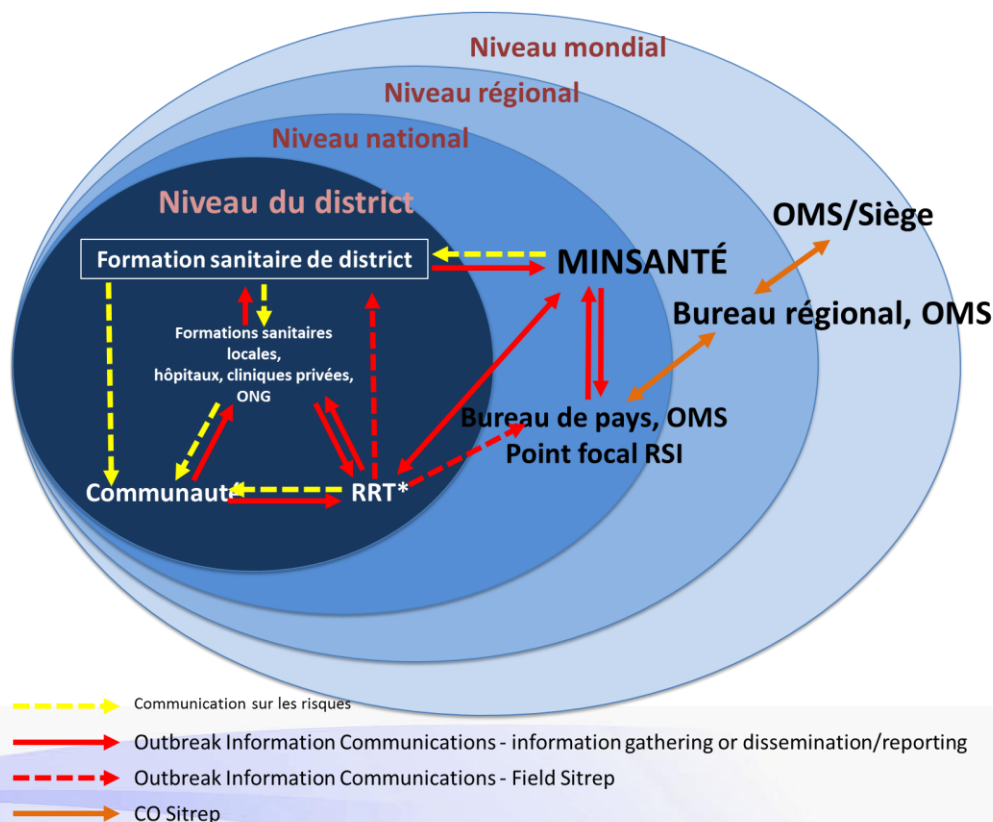 Niveau mondial
Niveau régional
Niveau national
Niveau du district
OMS/Siège
Formation sanitaire de district
MINSANTÉ
Bureau régional, OMS
Formations sanitaires
locales,
hôpitaux, cliniques privées,
ONG
Bureau de pays, OMS
Point focal RSI
Communauté
RRT*
Communication sur les risques
Outbreak Information Communications - information gathering or dissemination/reporting
Outbreak Information Communications - Field Sitrep
CO Sitrep